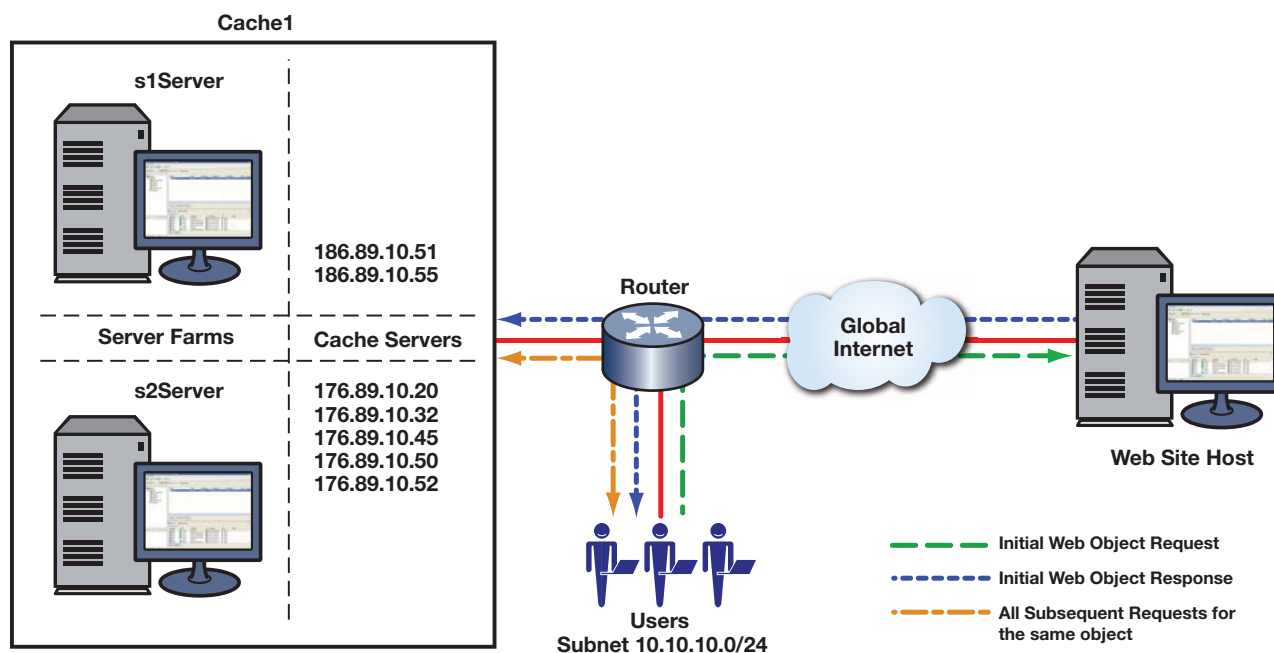 Cache1
s1Server
186.89.10.51
186.89.10.55
Server Farms
Cache Servers
s2Server
176.89.10.20
176.89.10.32
176.89.10.45
176.89.10.50
176.89.10.52
Router
Global
Internet
Web Site Host
Users
Subnet 10.10.10.0/24
Initial Web Object Request
Initial Web Object Response
All Subsequent Requests for
the same object